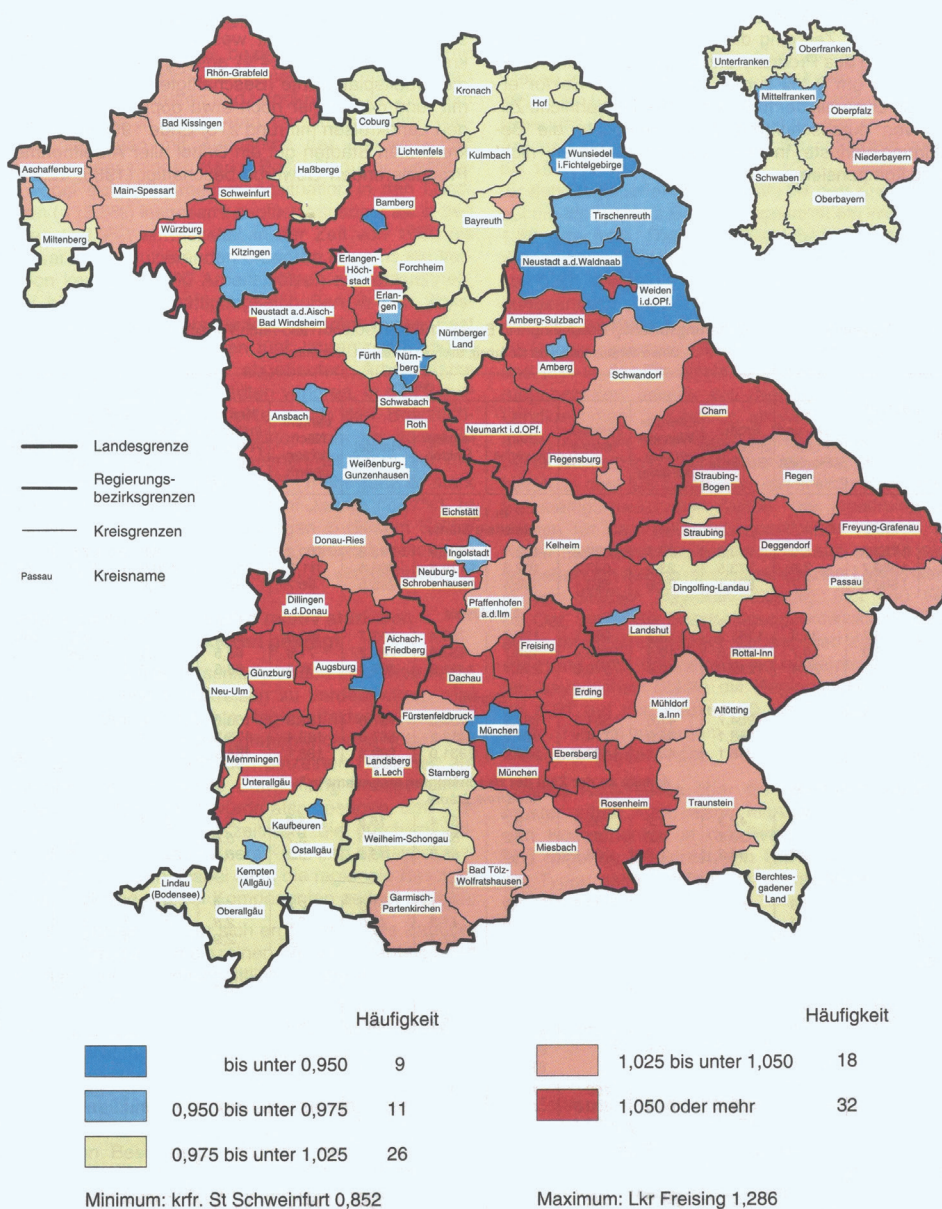 Unterfranken
Oberfranken
Mittelfranken
Oberpfalz
Niederbayern
Schwaben
Oberbayern
Rhön-Grabfeld
Bad Kissingen
Aschaffenburg
Main-Spessart
Schweinfurt
Haßberge
Miltenberg
Würzburg
Kitzingen
Coburg
Kronach
Hof
Lichtenfels
Kulmbach
Wunsiedel
i.Fichtelgebirge
Bamberg
Bayreuth
Tirschenreuth
Forchheim
Neustadt a.d.Waldnaab
Weiden
i.d.OPf.
Erlangen-
Höch-
stadt
Erlan-
gen
Neustadt a.d.Aisch-
Bad Windsheim
Fürth
Nürn-
berg
Nürnberger
Land
Amberg-Sulzbach
Amberg
Schwandorf
Ansbach
Schwabach
Roth
Neumarkt i.d.OPf.
Cham
Weißenburg-
Gunzenhausen
Regensburg
Straubing-
Bogen
Straubing
Regen
Freyung-Grafenau
Deggendorf
Landesgrenze
Regierungs-
bezirksgrenzen
Kreisgrenzen
Passau
Kreisname
Eichstätt
Donau-Ries
Ingolstadt
Neuburg-
Schrobenhausen
Kelheim
Pfaffenhofen
a.d.Ilm
Dingolfing-Landau
Passau
Landshut
Rottal-Inn
Dillingen
a.d.Donau
Aichach-
Friedberg
Freising
Günzburg
Augsburg
Neu-Ulm
Dachau
Erding
Mühldorf
a.Inn
Altötting
Fürstenfeldbruck
München
Ebersberg
München
Memmingen
Unterallgäu
Landsberg
a.Lech
Starnberg
Rosenheim
Traunstein
Kaufbeuren
Ostallgäu
Weilheim-Schongau
Miesbach
Bad Tölz-
Wolfratshausen
Berchtes-
gadener
Land
Kempten
(Allgäu)
Lindau
(Bodensee)
Oberallgäu
Garmisch-
Partenkirchen
Häufigkeit
bis unter 0,950 9
0,950 bis unter 0,975 11
0,975 bis unter 1,025 26
Häufigkeit
1,025 bis unter 1,050 18
1,050 oder mehr 32
Minimum: krfr. St Schweinfurt 0,852
Maximum: Lkr Freising 1,286